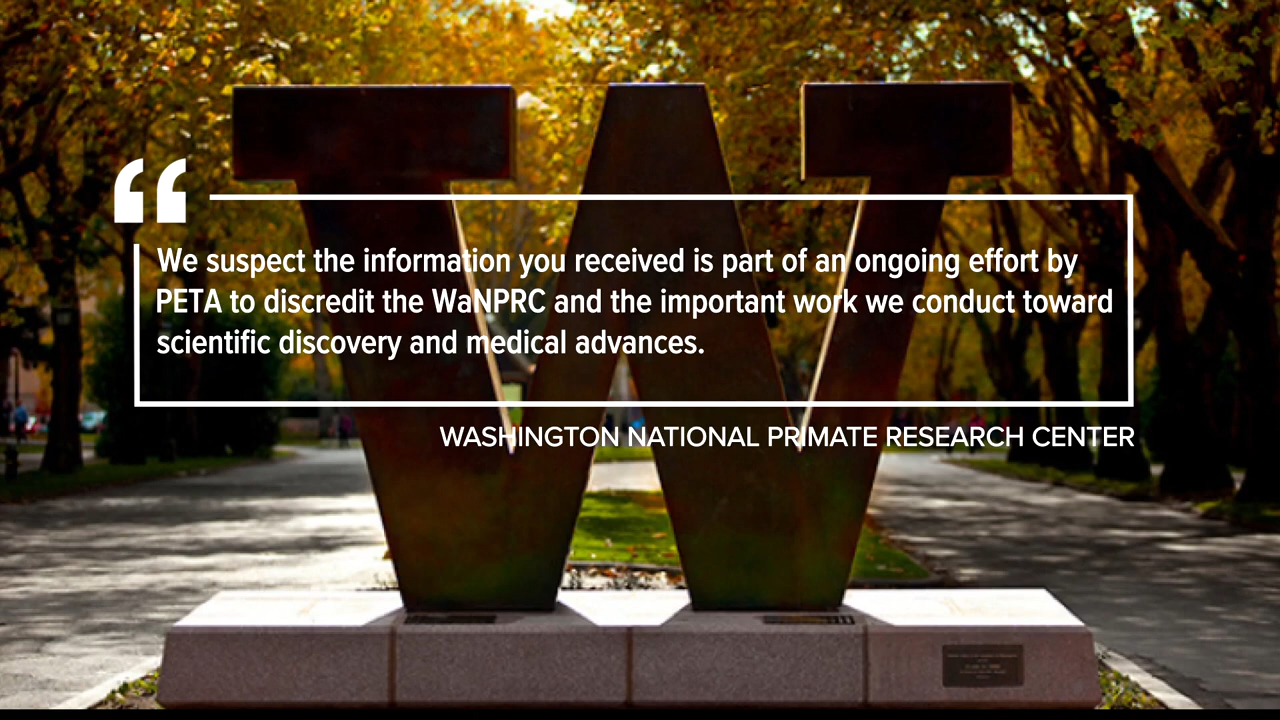 W
“
We suspect the information you received is part of an ongoing effort by
PETA to discredit the WaNPRC and the important work we conduct toward
scientific discovery and medical advances.
WASHINGTON NATIONAL PRIMATE RESEARCH CENTER